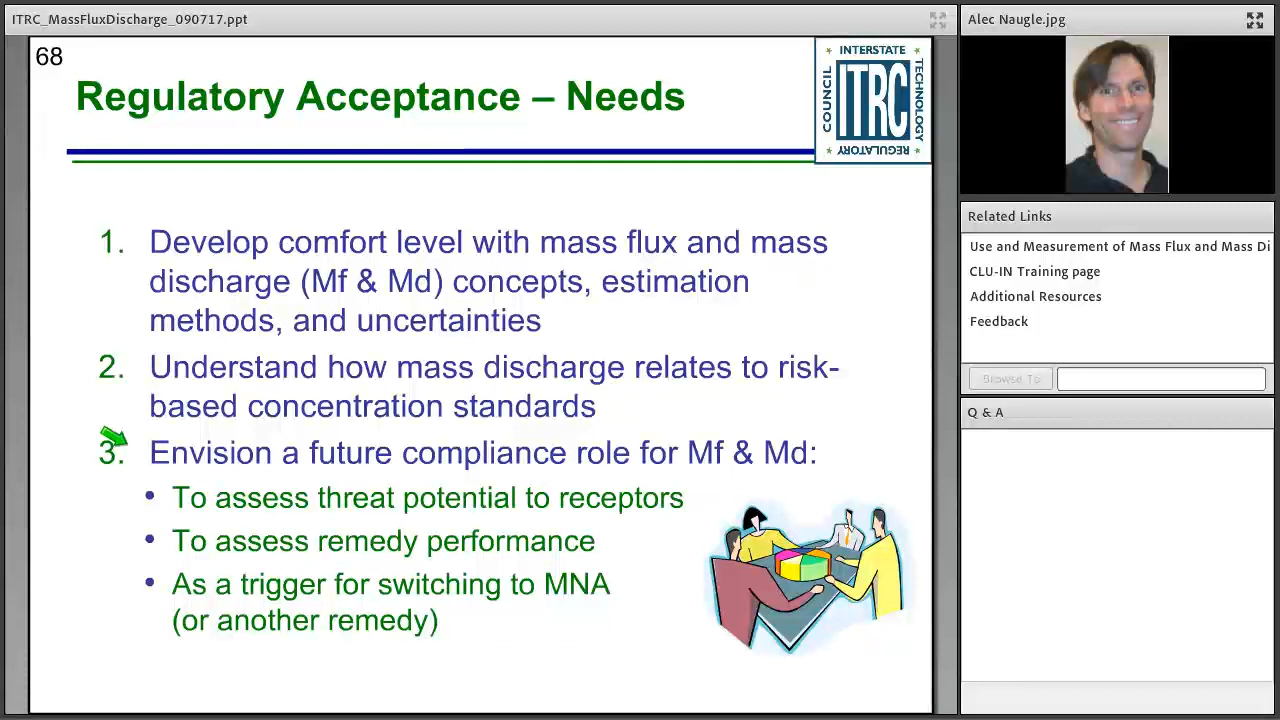 ITRC_MassFluxDischarge_090717.ppt
68
Regulatory Acceptance – Needs
INTERSTATE
COUNCIL
ITRC
TECHNOLOGY
REGULATORY
1. Develop comfort level with mass flux and mass
discharge (Mf & Md) concepts, estimation
methods, and uncertainties
2. Understand how mass discharge relates to risk-
based concentration standards
3. Envision a future compliance role for Mf & Md:
• To assess threat potential to receptors
• To assess remedy performance
• As a trigger for switching to MNA
(or another remedy)
Alec Naugle.jpg
Related Links
Use and Measurement of Mass Flux and Mass Di
CLU-IN Training page
Additional Resources
Feedback
Browse To
Q & A